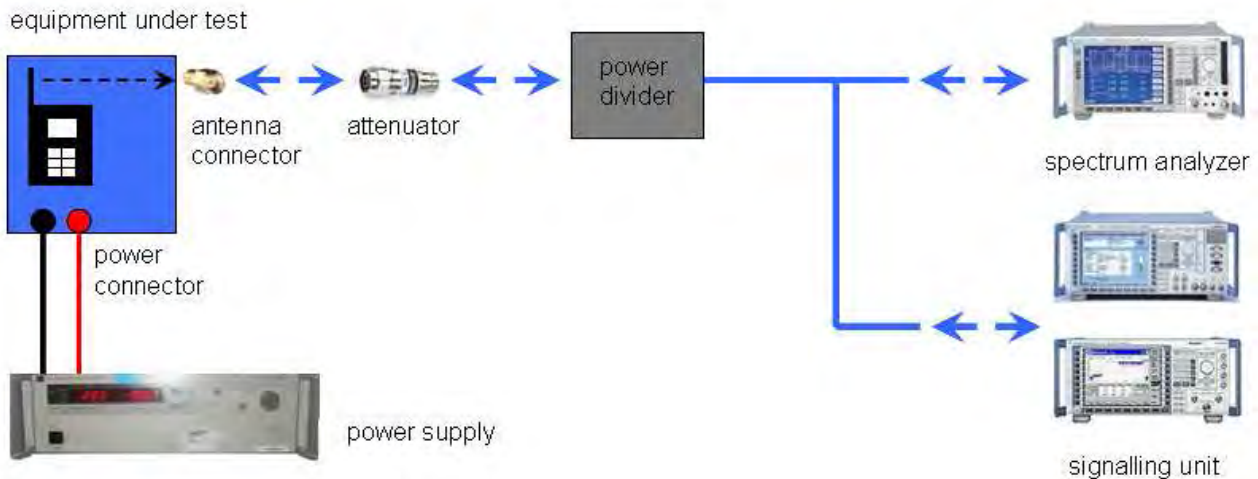 equipment under test
power
divider
antenna
connector
attenuator
spectrum analyzer
power
connector
power supply
signalling unit